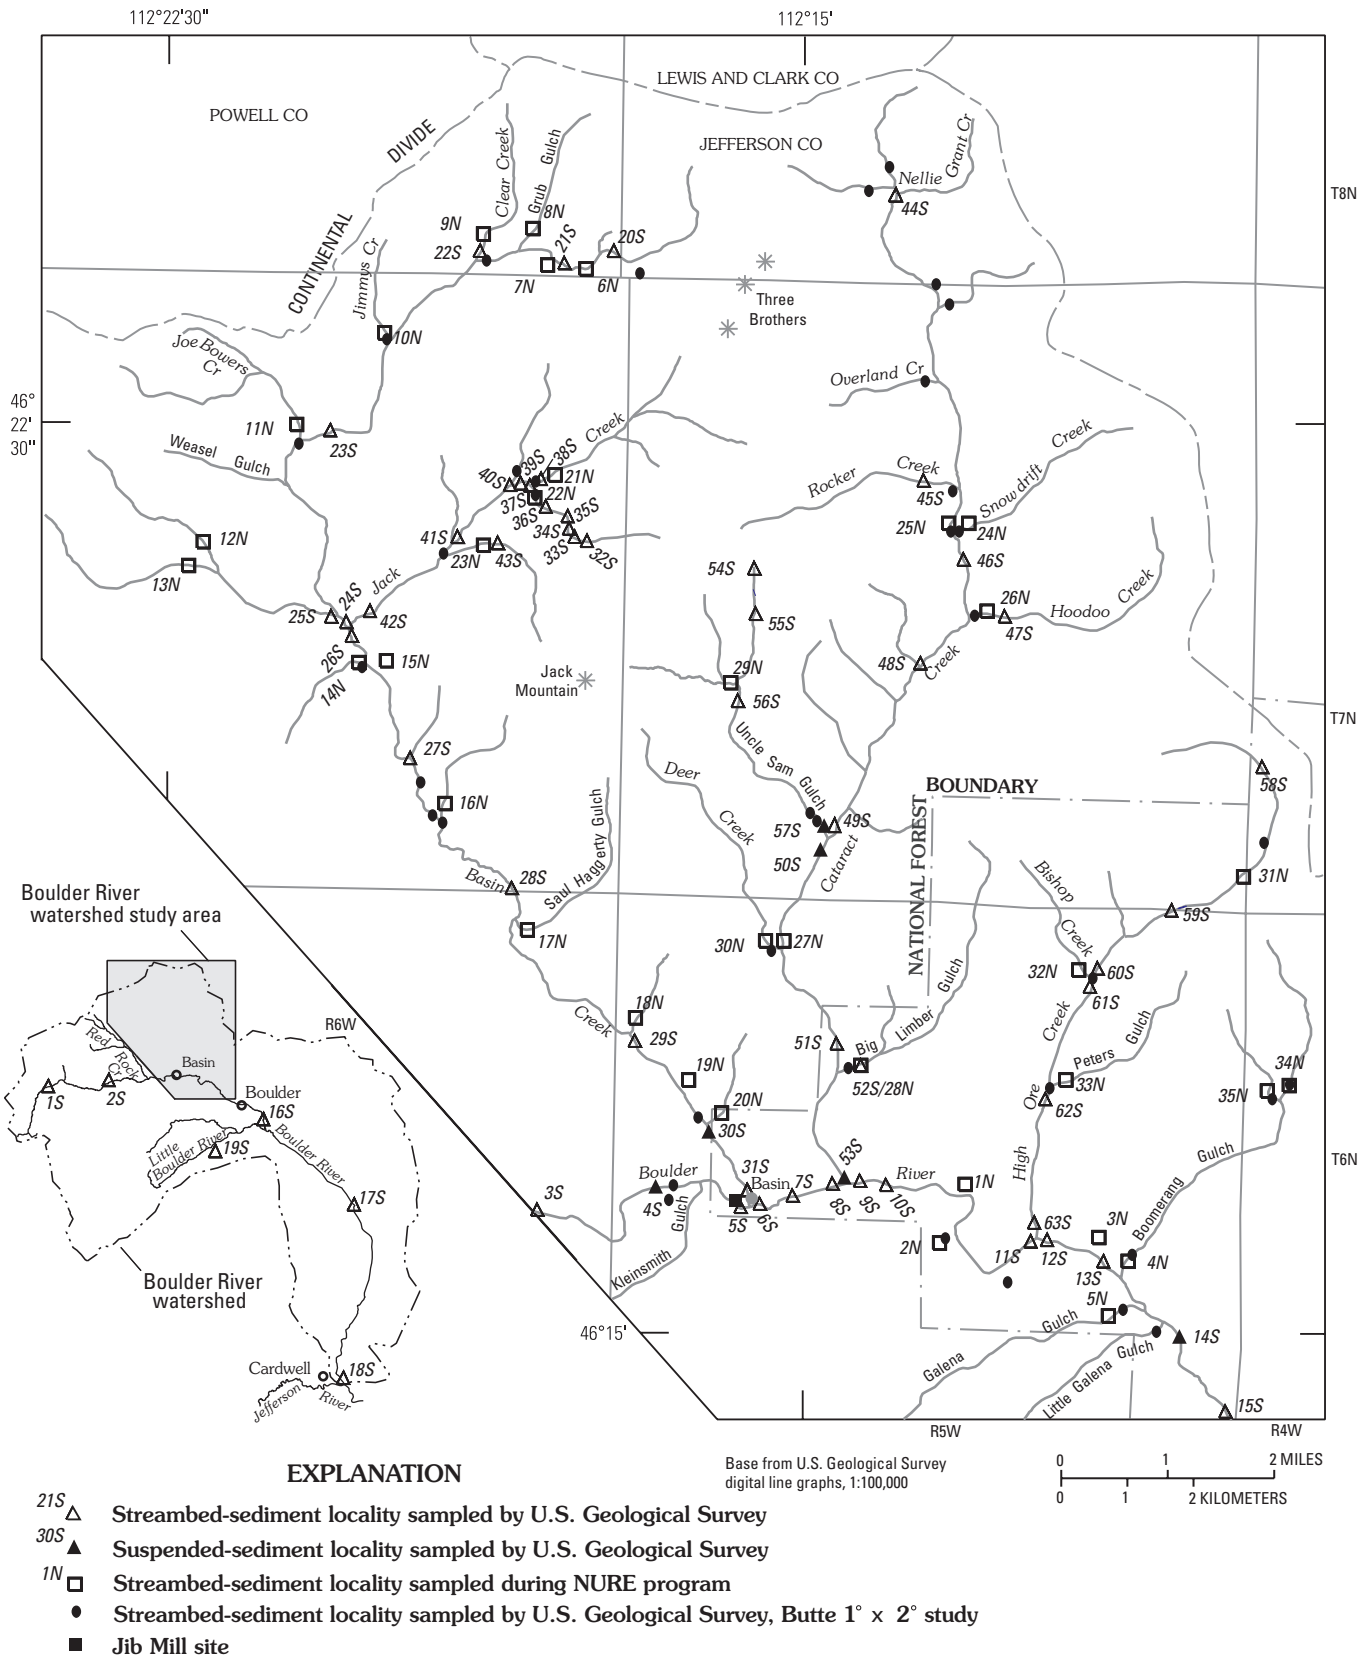 112°22'30"
112°15'
LEWIS AND CLARK CO
POWELL CO
JEFFERSON CO
CONTINENTAL DIVIDE
Clear Creek
Grub Gulch
Nellie Grant Cr
T8N
44S
9N
8N
22S
21S
20S
7N
6N
Jimmys Cr
Three
Brothers
10N
Joe Bowers
Cr
Overland Cr
46°
22'
30"
11N
23S
Weasel Gulch
Creek
40S
39S
38S
21N
22N
37S
36S
35S
34S
33S
32S
Rocker Creek
45S
Snowdrift Creek
25N
24N
41S
23N
43S
46S
12N
13N
Jack
54S
55S
26N
47S
Hoodoo Creek
25S
24S
42S
26S
15N
14N
Jack
Mountain
29N
56S
48S
Creek
T7N
27S
Uncle Sam Gulch
Deer Creek
16N
BOUNDARY
NATIONAL FOREST
58S
57S
49S
50S
Cataract
Saul Haggerty Gulch
Basin
28S
Bishop Creek
31N
59S
Boulder River
watershed study area
17N
30N
27N
32N
60S
61S
Creek
18N
29S
51S
Big Limber Gulch
52S/28N
Peters Gulch
33N
34N
35N
Creek
Ore
62S
R6W
Red Rock Cr
Basin
Boulder
1S
2S
16S
Little
Boulder River
19S
Boulder River
17S
19N
20N
30S
High
Gulch
T6N
3S
Boulder
4S
Gulch
31S
Basin
7S
53S
River
1N
5S
6S
8S
9S
10S
Boomerang
Kleinsmith
2N
63S
11S
12S
3N
13S
4N
Boulder River
watershed
5N
46°15'
Galena Gulch
Little Galena Gulch
14S
Cardwell
18S
Jefferson River
15S
R5W
R4W
Base from U.S. Geological Survey
digital line graphs, 1:100,000
0 1 2 MILES
0 1 2 KILOMETERS
EXPLANATION
21S Streambed-sediment locality sampled by U.S. Geological Survey
30S Suspended-sediment locality sampled by U.S. Geological Survey
1N Streambed-sediment locality sampled during NURE program
Streambed-sediment locality sampled by U.S. Geological Survey, Butte 1° x 2° study
Jib Mill site